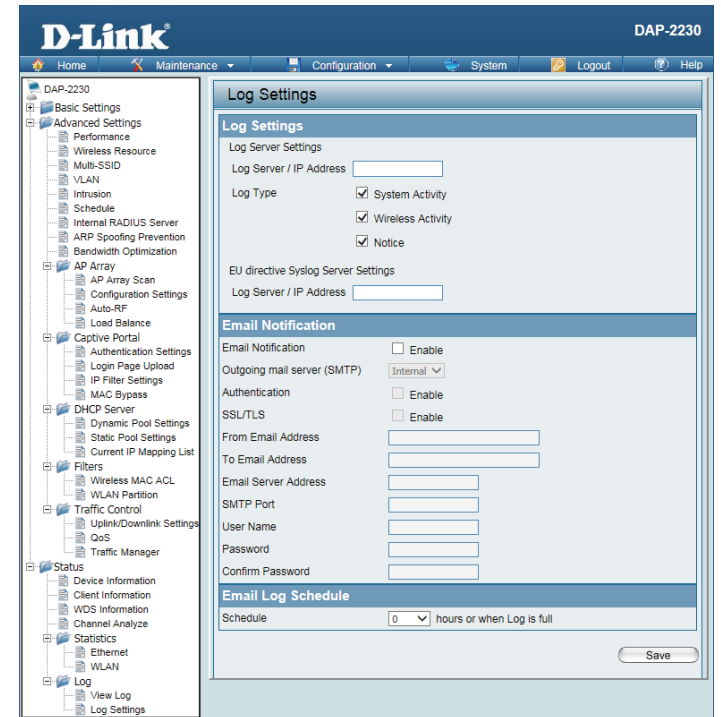 D-Link
DAP-2230
Home Maintenance Configuration System Logout Help
DAP-2230
Basic Settings
Advanced Settings
Performance
Wireless Resource
Multi-SSID
VLAN
Intrusion
Schedule
Internal RADIUS Server
ARP Spoofing Prevention
Bandwidth Optimization
AP Array
AP Array Scan
Configuration Settings
Auto-RF
Load Balance
Captive Portal
Authentication Settings
Login Page Upload
IP Filter Settings
MAC Bypass
DHCP Server
Dynamic Pool Settings
Static Pool Settings
Current IP Mapping List
Filters
Wireless MAC ACL
WLAN Partition
Traffic Control
Uplink/Downlink Settings
QoS
Traffic Manager
Status
Device Information
Client Information
WDS Information
Channel Analyze
Statistics
Ethernet
WLAN
Log
View Log
Log Settings
Log Settings
Log Settings
Log Server Settings
Log Server / IP Address
Log Type System Activity
Wireless Activity
Notice
EU directive Syslog Server Settings
Log Server / IP Address
Email Notification
Email Notification Enable
Outgoing mail server (SMTP) Internal
Authentication Enable
SSL/TLS Enable
From Email Address
To Email Address
Email Server Address
SMTP Port
User Name
Password
Confirm Password
Email Log Schedule
Schedule 0 hours or when Log is full
Save